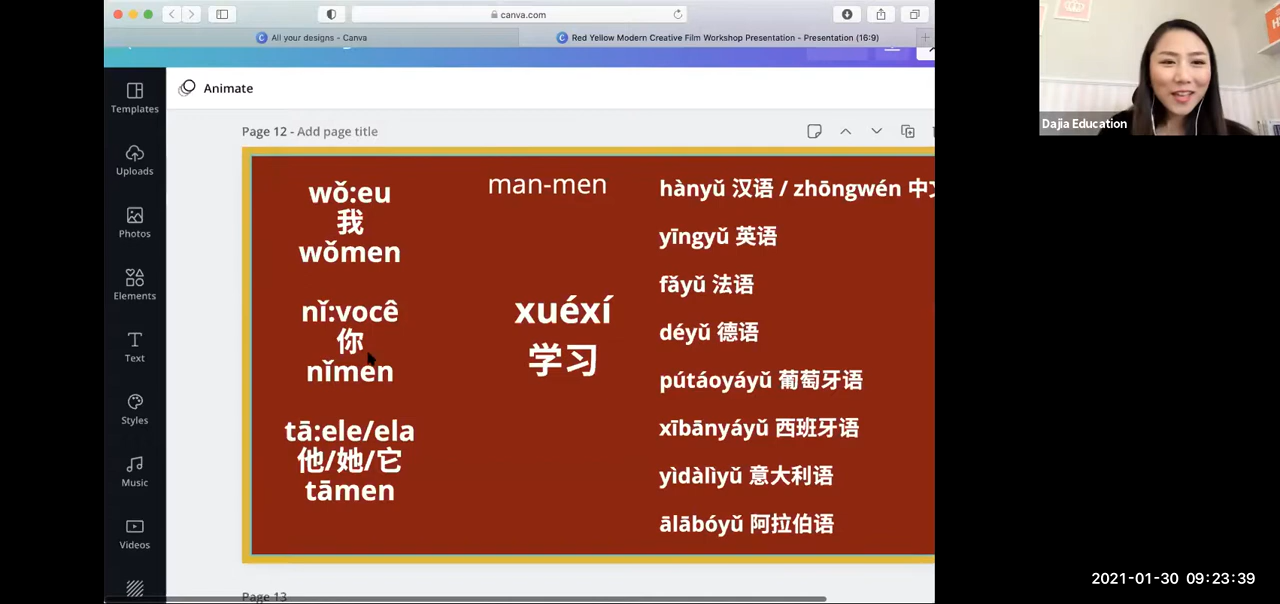 canva.com
All your designs - Canva
Red Yellow Modern Creative Film Workshop Presentation - Presentation (16:9)
Templates
Uploads
Photos
Elements
Text
Styles
Music
Videos
Animate
Page 12 - Add page title
wǒ:eu
我
wǒmen
nǐ:você
你
nǐmen
tā:ele/ela
他/她/它
tāmen
man-men
xuéxí
学习
hànyǔ 汉语 / zhōngwén 中
yīngyǔ 英语
fǎyǔ 法语
déyǔ 德语
pútáoyáyǔ 葡萄牙语
xībānyáyǔ 西班牙语
yìdàlìyǔ 意大利语
ālābóyǔ 阿拉伯语
Page 13
Dajia Education
2021-01-30 09:23:39